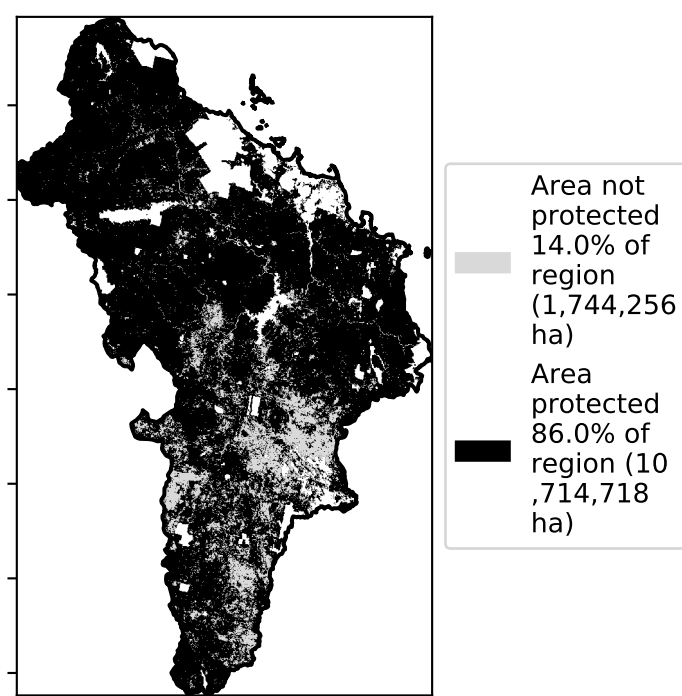 Area not
protected
14.0% of
region
(1,744,256
ha)
Area
protected
86.0% of
region (10
,714,718
ha)